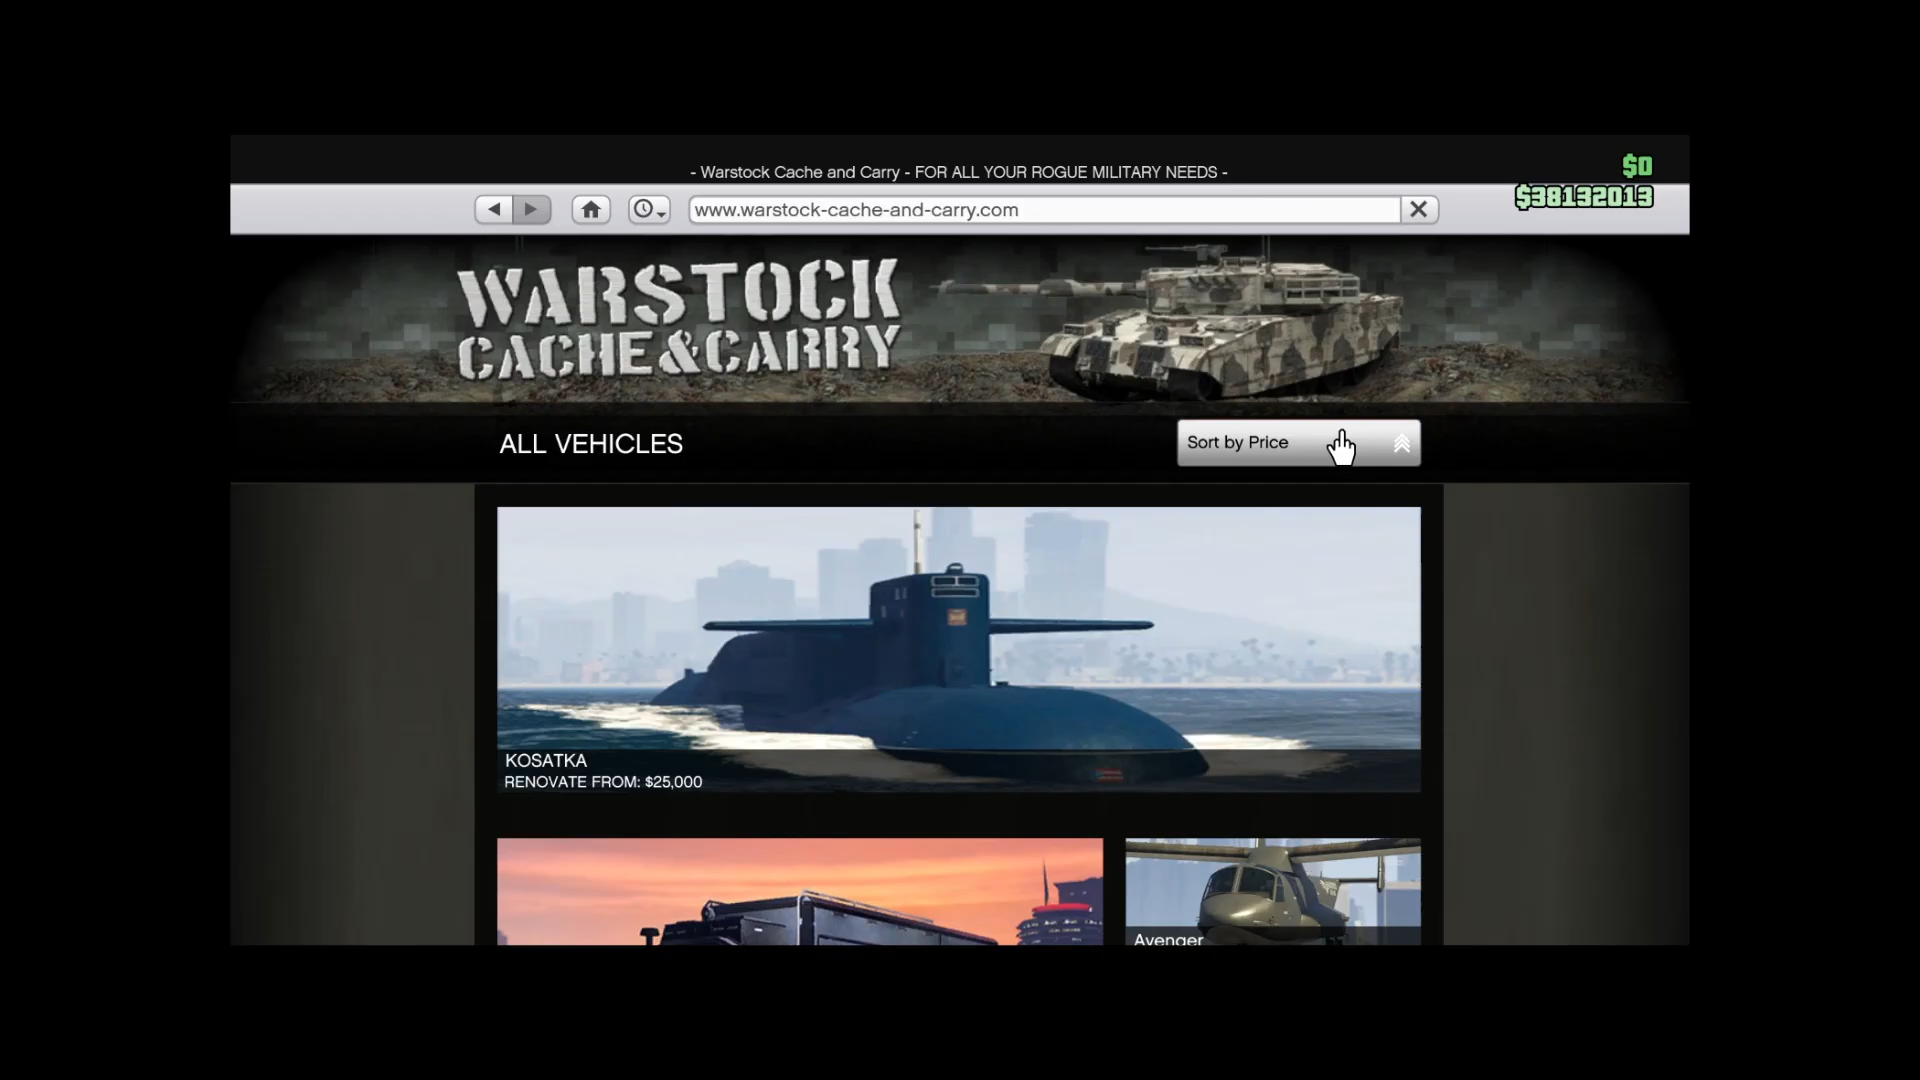 - Warstock Cache and Carry - FOR ALL YOUR ROGUE MILITARY NEEDS -
$0
$38132013
www.warstock-cache-and-carry.com
WARSTOCK
CACHE&CARRY
ALL VEHICLES
Sort by Price
KOSATKA
RENOVATE FROM: $25,000
Avenger